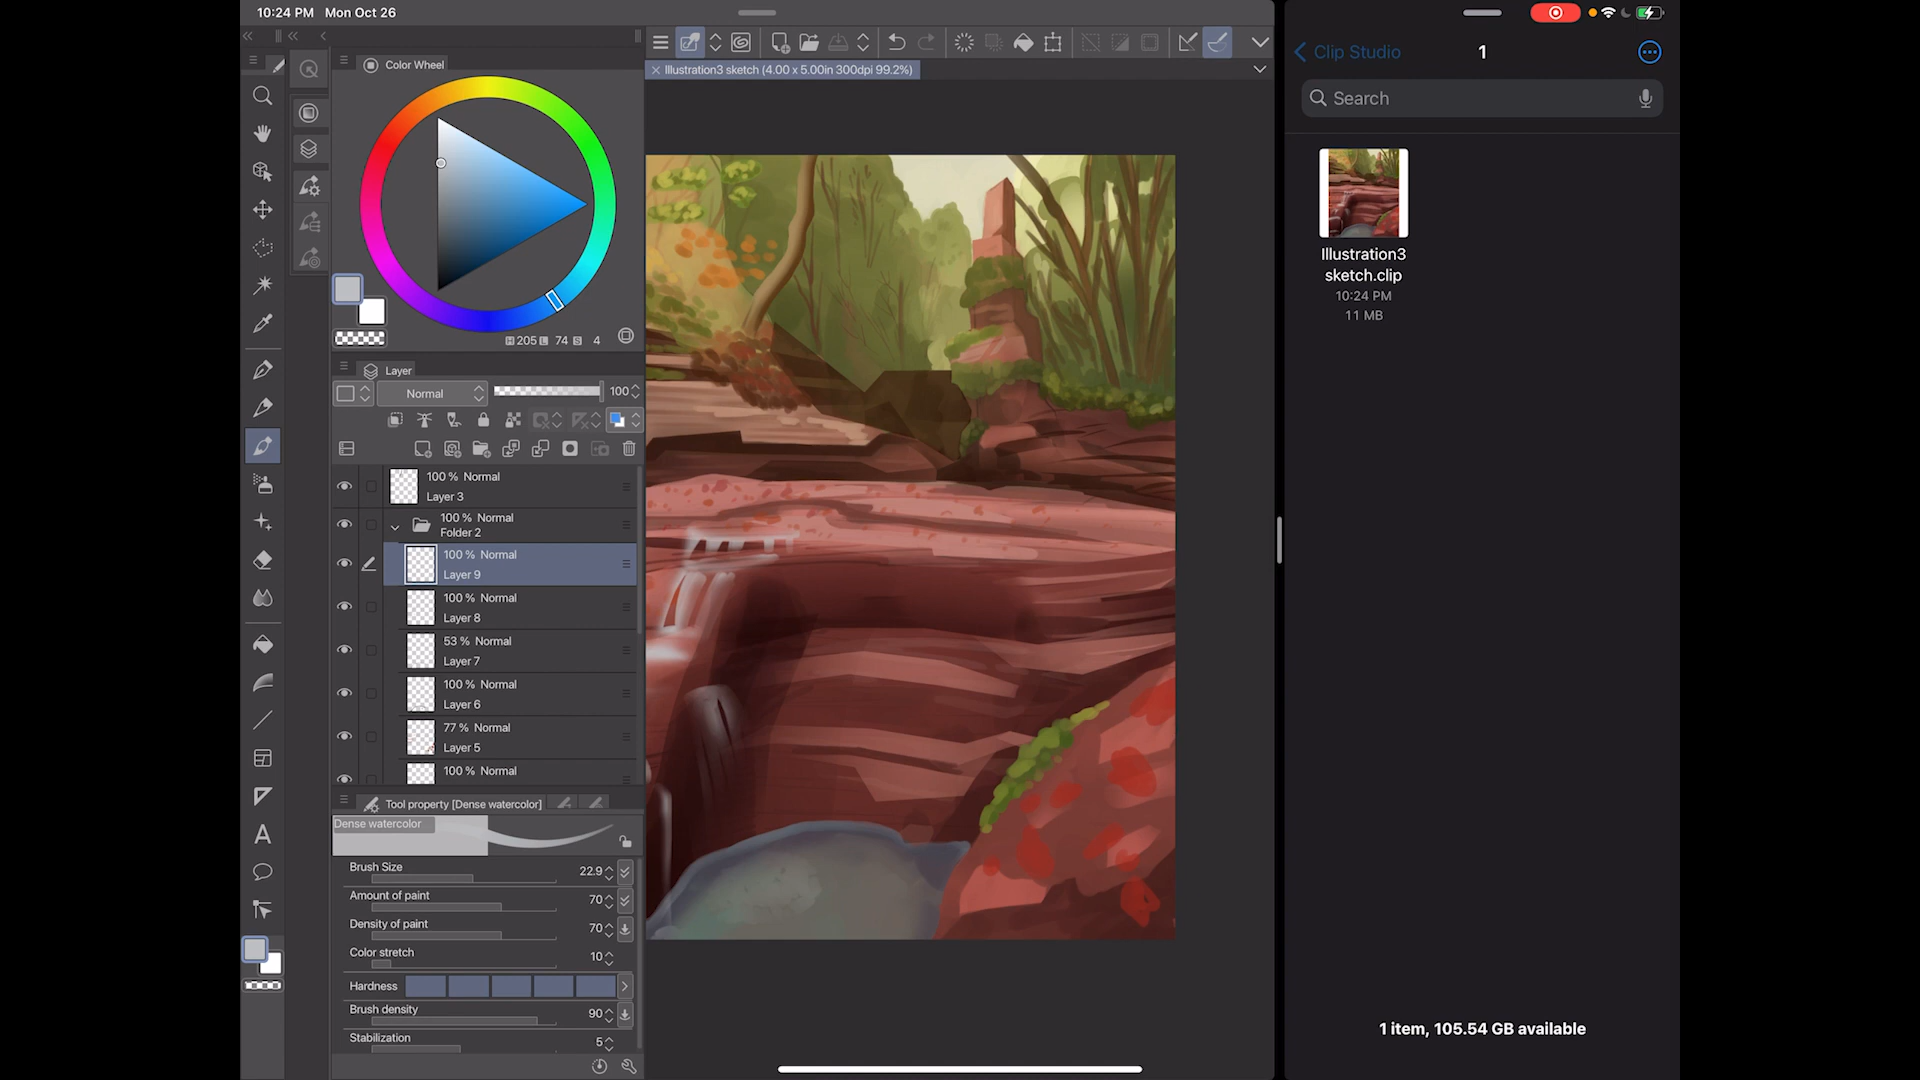 10:24 PM Mon Oct 26
Color Wheel
Illustration3 sketch (4.00 x 5.00in 300dpi 99.2%)
H 205 L 74 S 4
Layer
Normal 100
100 % Normal
Layer 3
100 % Normal
Folder 2
100 % Normal
Layer 9
100 % Normal
Layer 8
53 % Normal
Layer 7
100 % Normal
Layer 6
77 % Normal
Layer 5
100 % Normal
Tool property [Dense watercolor]
Dense watercolor
Brush Size 22.9
Amount of paint 70
Density of paint 70
Color stretch 10
Hardness
Brush density 90
Stabilization 5
A
Clip Studio 1
Search
Illustration3
sketch.clip
10:24 PM
11 MB
1 item, 105.54 GB available